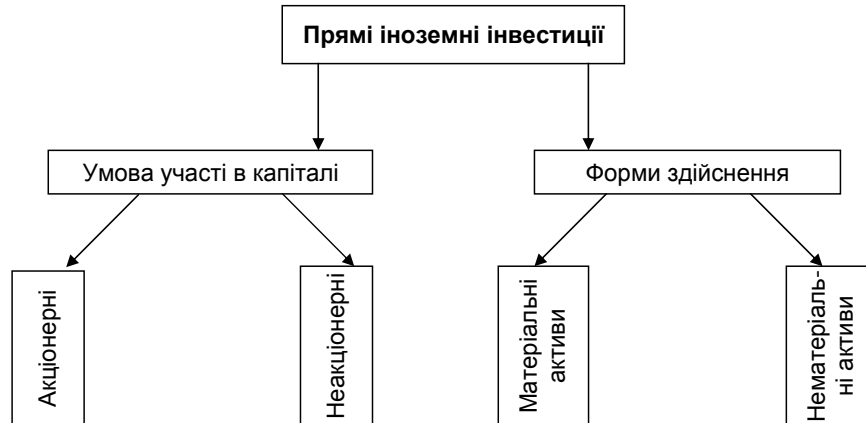 Прямі іноземні інвестиції
Умова участі в капіталі
Форми здійснення
Акціонерні
Неакціонерні
Матеріальні
активи
Нематеріаль-
ні активи